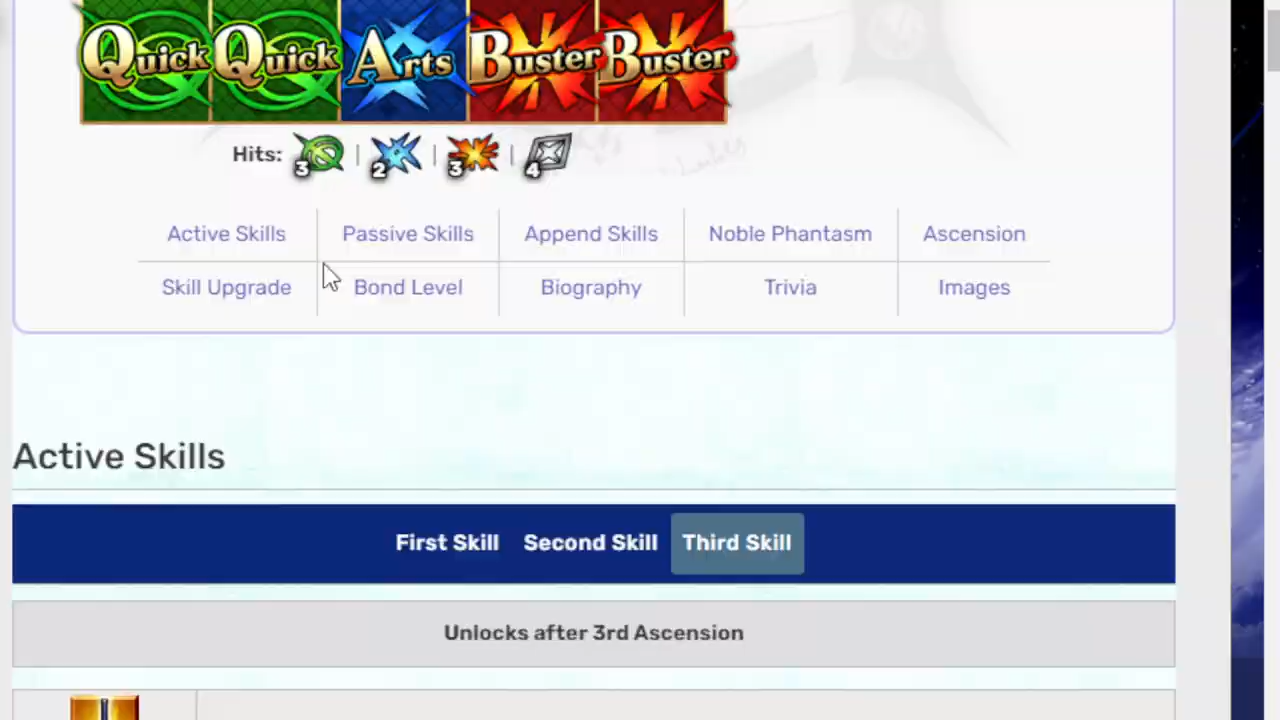 Quick Quick Arts Buster Buster
Hits: 3 | 2 | 3 | 4
Active Skills Passive Skills Append Skills Noble Phantasm Ascension
Skill Upgrade Bond Level Biography Trivia Images
Active Skills
First Skill Second Skill Third Skill
Unlocks after 3rd Ascension